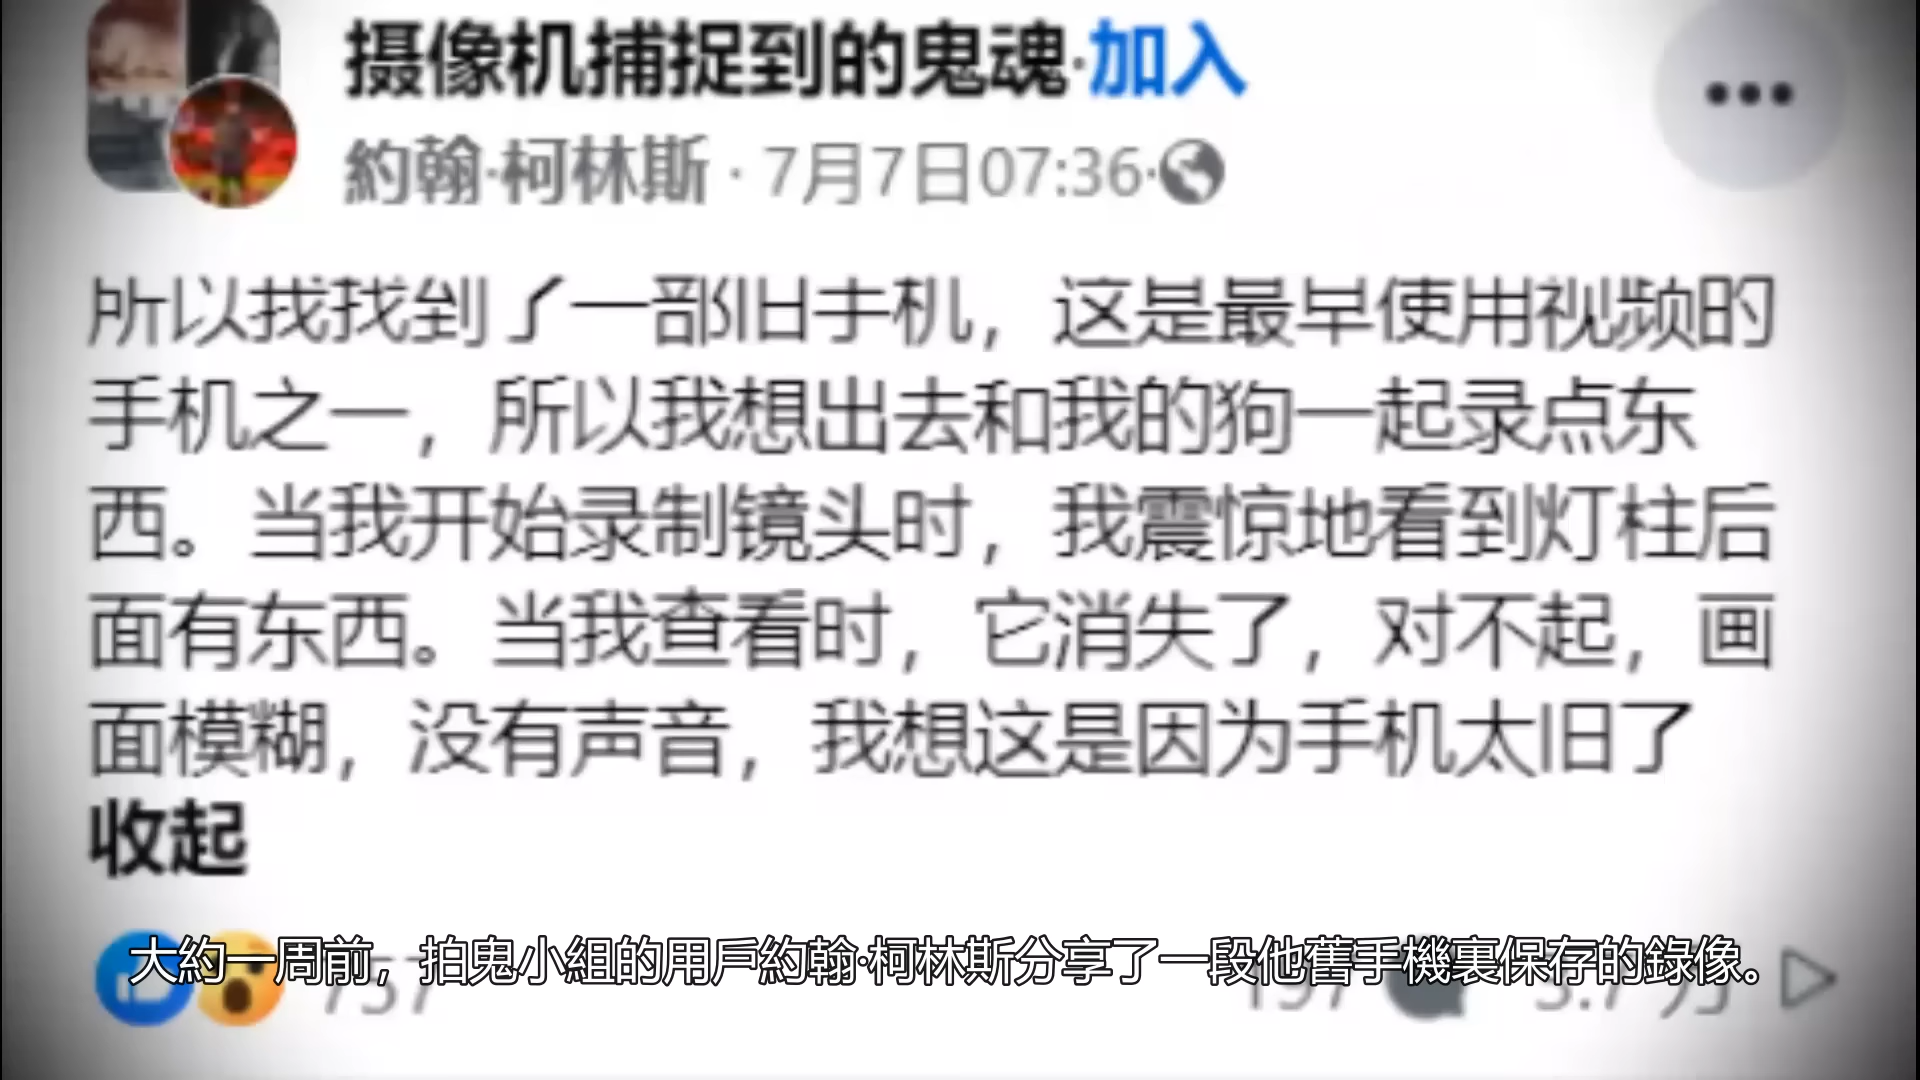 摄像机捕捉到的鬼魂·加入
約翰·柯林斯 · 7月7日07:36·
所以找找到了一部旧手机，这是最早使用视频的
手机之一，所以我想出去和我的狗一起录点东
西。当我开始录制镜头时，我震惊地看到灯柱后
面有东西。当我查看时，它消失了，对不起，画
面模糊，没有声音，我想这是因为手机太旧了
收起
大約一周前，拍鬼小組的用戶約翰·柯林斯分享了一段他舊手機裏保存的錄像。